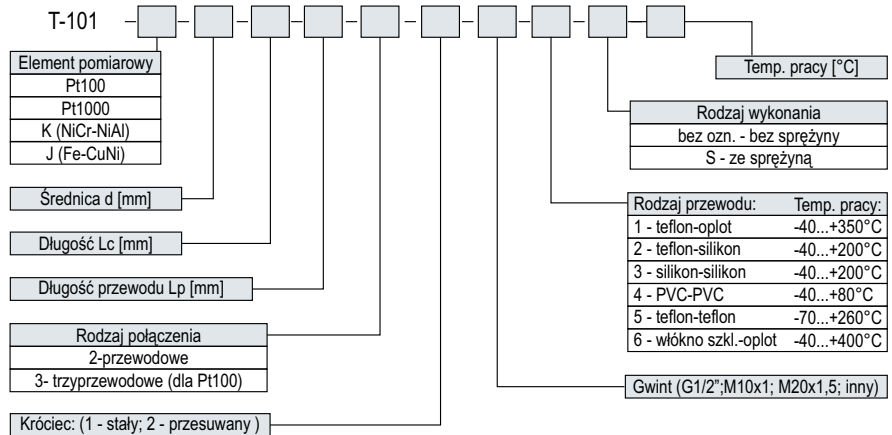 T-101
Element pomiarowy
Pt100
Pt1000
K (NiCr-NiAl)
J (Fe-CuNi)
Średnica d [mm]
Długość Lc [mm]
Długość przewodu Lp [mm]
Rodzaj połączenia
2-przewodowe
3- trzyprzewodowe (dla Pt100)
Króciec: (1 - stały; 2 - przesuwany )
Temp. pracy [°C]
Rodzaj wykonania
bez ozn. - bez sprężyny
S - ze sprężyną
Rodzaj przewodu: Temp. pracy:
1 - teflon-oplot -40...+350°C
2 - teflon-silikon -40...+200°C
3 - silikon-silikon -40...+200°C
4 - PVC-PVC -40...+80°C
5 - teflon-teflon -70...+260°C
6 - włókno szkl.-oplot -40...+400°C
Gwint (G1/2”;M10x1; M20x1,5; inny)